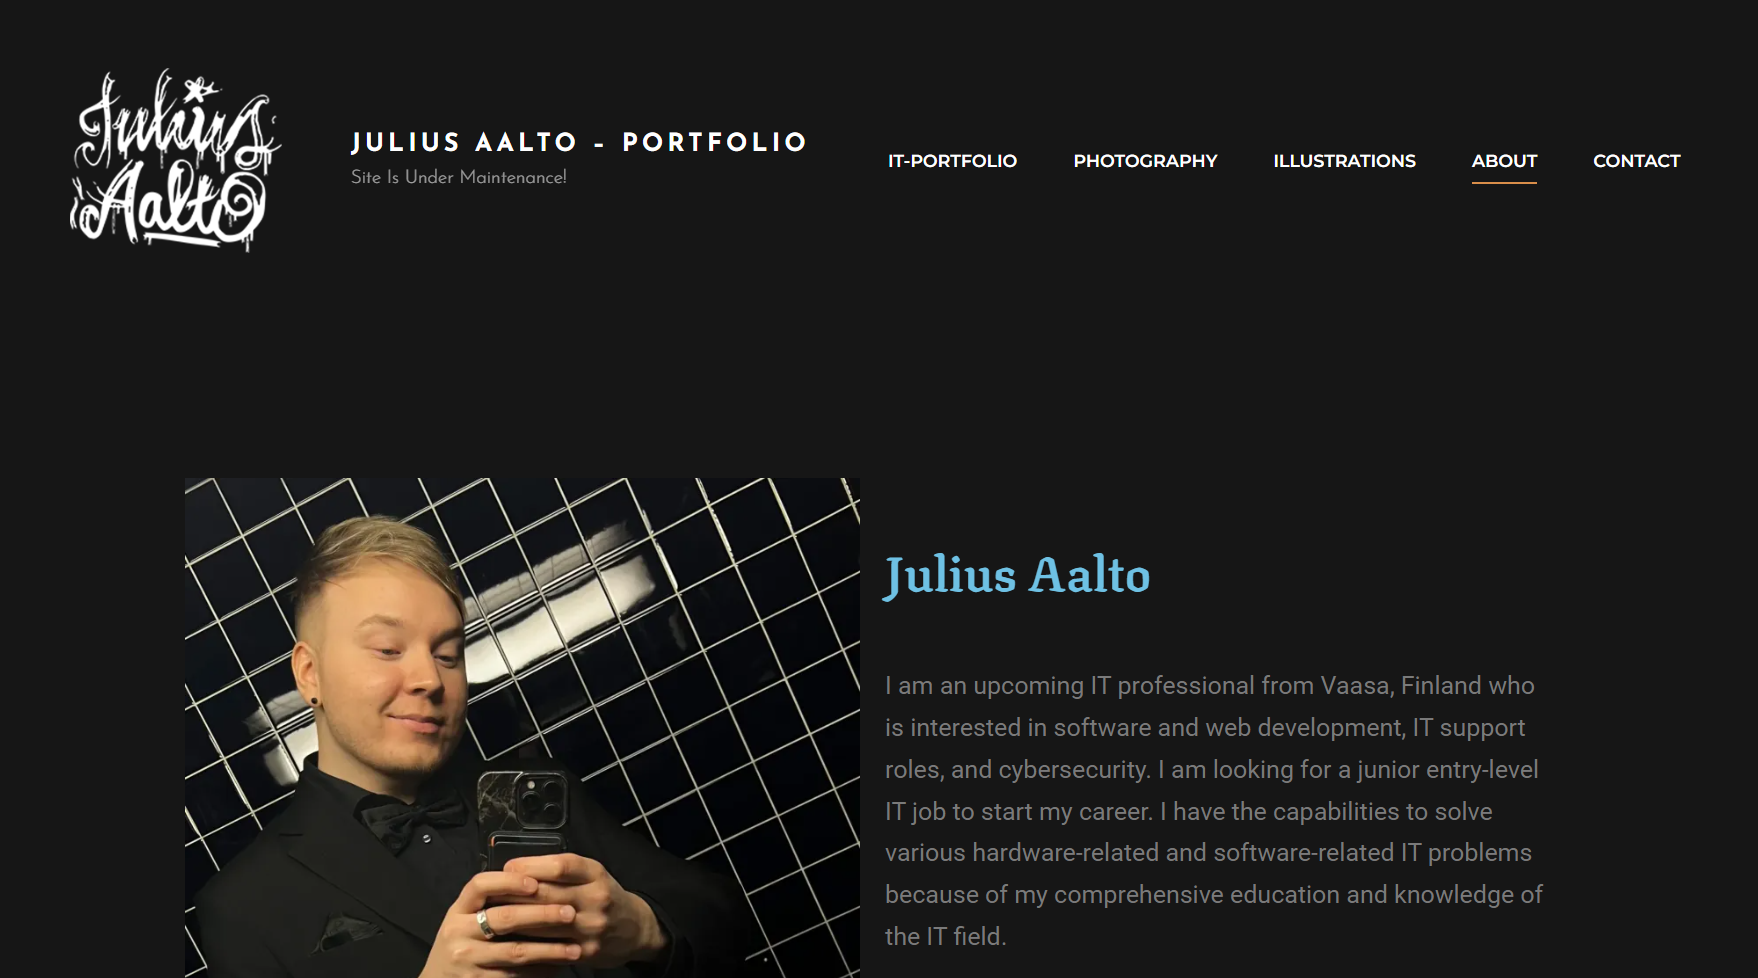 Julius
Aalto
JULIUS AALTO - PORTFOLIO
Site Is Under Maintenance!
IT-PORTFOLIO
PHOTOGRAPHY
ILLUSTRATIONS
ABOUT
CONTACT
Julius Aalto
I am an upcoming IT professional from Vaasa, Finland who
is interested in software and web development, IT support
roles, and cybersecurity. I am looking for a junior entry-level
IT job to start my career. I have the capabilities to solve
various hardware-related and software-related IT problems
because of my comprehensive education and knowledge of
the IT field.